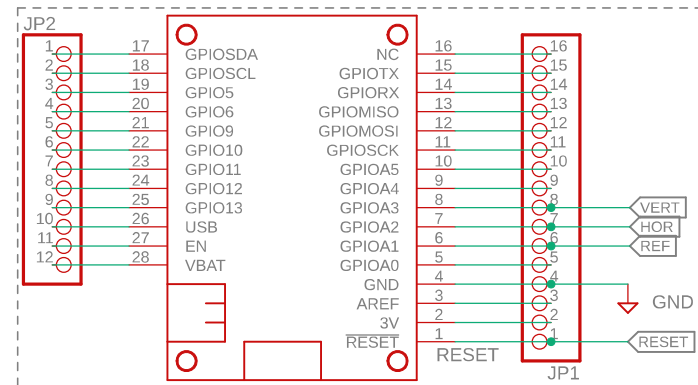 JP2
1 17 GPIOSDA NC 16 16
2 18 GPIOSCL GPIOTX 15 15
3 19 GPIO5 GPIORX 14 14
4 20 GPIO6 GPIOMISO 13 13
5 21 GPIO9 GPIOMOSI 12 12
6 22 GPIO10 GPIOSCK 11 11
7 23 GPIO11 GPIOA5 10 10
8 24 GPIO12 GPIOA4 9 9
9 25 GPIO13 GPIOA3 8 8 VERT
10 26 USB GPIOA2 7 7 HOR
11 27 EN GPIOA1 6 6 REF
12 28 VBAT GPIOA0 5 5
GND 4 4
AREF 3 3 GND
3V 2 2
RESET 1 1 RESET
RESET
JP1